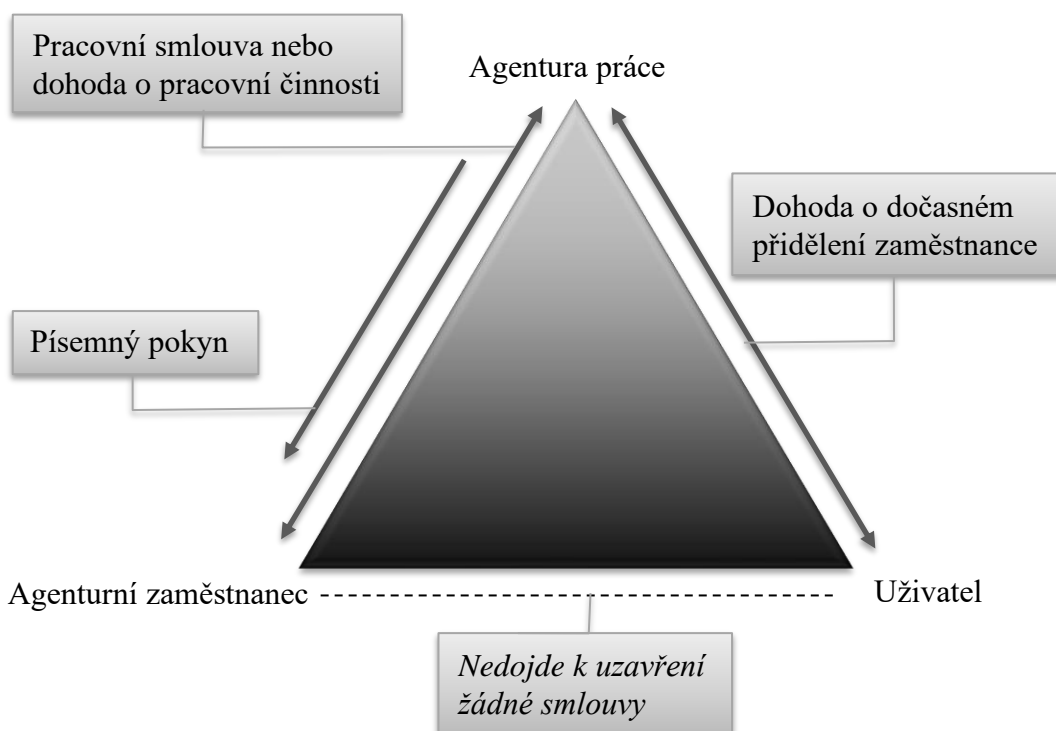 Pracovní smlouva nebo
dohoda o pracovní činnosti
Agentura práce
Dohoda o dočasném
přidělení zaměstnance
Písemný pokyn
Agenturní zaměstnanec
Uživatel
Nedojde k uzavření
žádné smlouvy